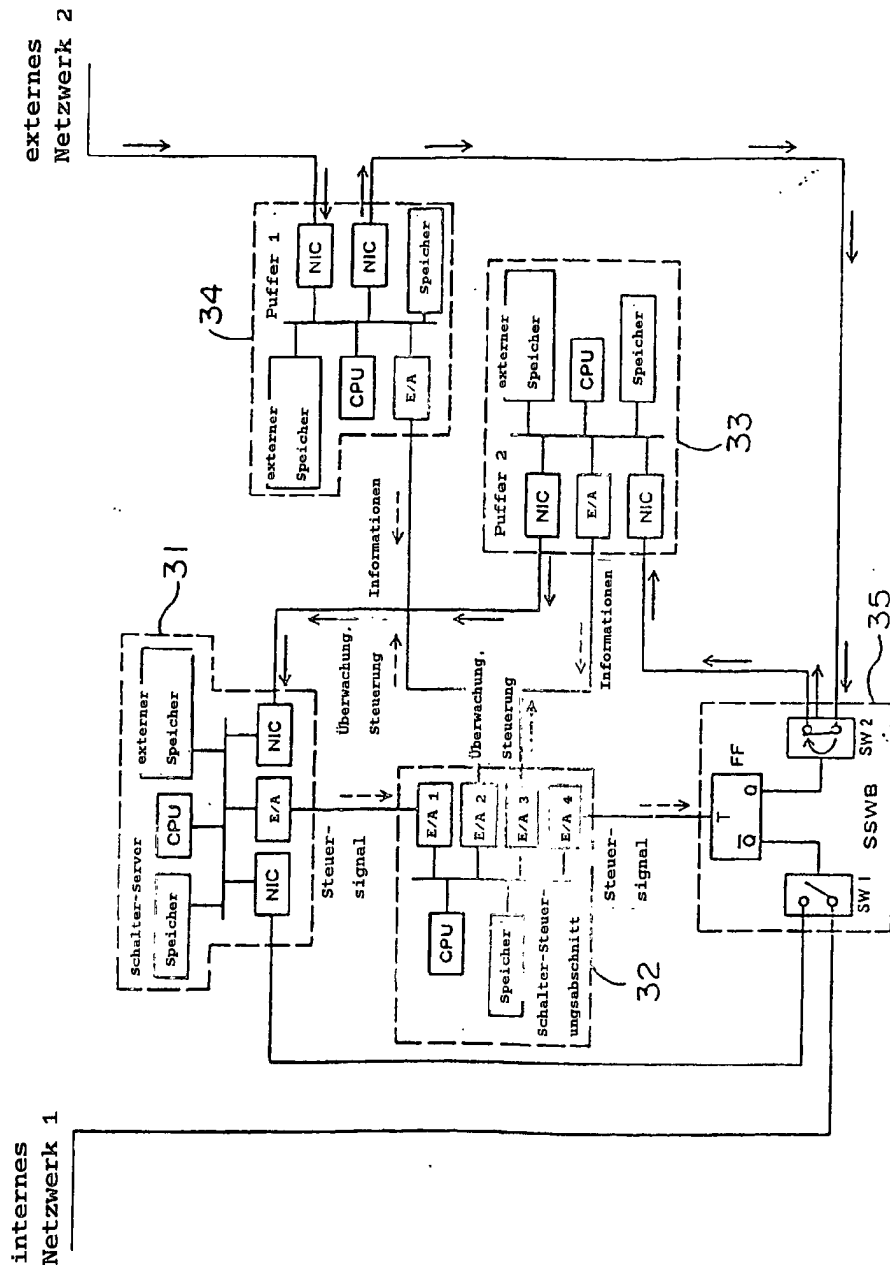 internes
Netzwerk 1
externes
Netzwerk 2
31
Schalter-Server
Speicher
CPU
externer
Speicher
NIC
E/A
NIC
34
Puffer 1
externer
Speicher
CPU
E/A
NIC
NIC
Speicher
Überwachung,
Steuerung
Informationen
Puffer 2
externer
Speicher
CPU
Speicher
NIC
E/A
NIC
33
Steuer-
signal
Überwachung,
Steuerung
Informationen
CPU
E/A 1
E/A 2
E/A 3
E/A 4
Speicher
Schalter-Steuer-
ungsabschnitt
32
Steuer-
signal
35
FF
T
Q̅
Q
SW 1
SW 2
SSWB